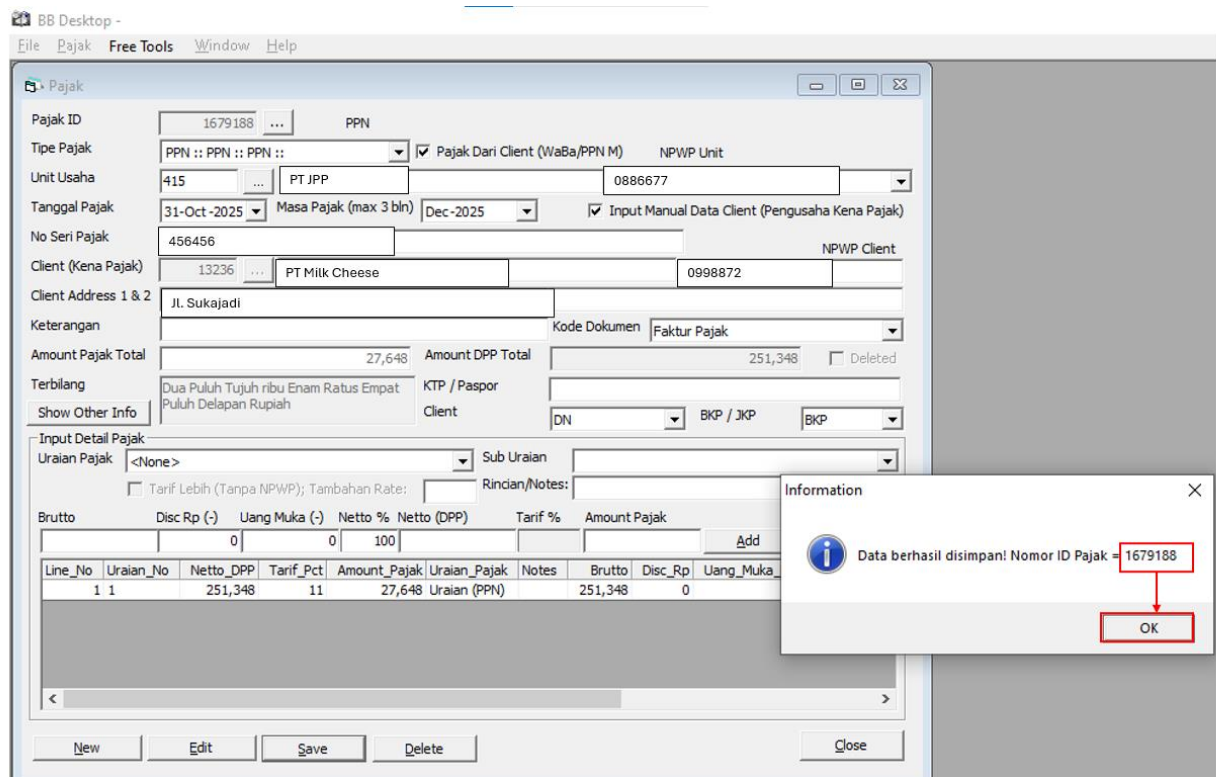 BB Desktop -
File Pajak Free Tools Window Help
Pajak
Pajak ID 1679188 ... PPN
Tipe Pajak PPN :: PPN :: PPN :: Pajak Dari Client (WaBa/PPN M) NPWP Unit
Unit Usaha 415 ... PT JPP 0886677
Tanggal Pajak 31-Oct-2025 Masa Pajak (max 3 bln) Dec-2025 Input Manual Data Client (Pengusaha Kena Pajak)
No Seri Pajak 456456 NPWP Client
Client (Kena Pajak) 13236 ... PT Milk Cheese 0998872
Client Address 1 & 2 Jl. Sukajadi
Keterangan Kode Dokumen Faktur Pajak
Amount Pajak Total 27,648 Amount DPP Total 251,348 Deleted
Terbilang Dua Puluh Tujuh ribu Enam Ratus Empat KTP / Paspor
Puluh Delapan Rupiah
Show Other Info Client DN BKP / JKP BKP
Input Detail Pajak
Uraian Pajak <None> Sub Uraian
Tarif Lebih (Tanpa NPWP); Tambahan Rate: Rincian/Notes:
Brutto Disc Rp (-) Uang Muka (-) Netto % Netto (DPP) Tarif % Amount Pajak
0 0 100 Add
Line_No Uraian_No Netto_DPP Tarif_Pct Amount_Pajak Uraian_Pajak Notes Brutto Disc_Rp Uang_Muka_
1 1 251,348 11 27,648 Uraian (PPN) 251,348 0
New Edit Save Delete Close
Information
Data berhasil disimpan! Nomor ID Pajak = 1679188
OK